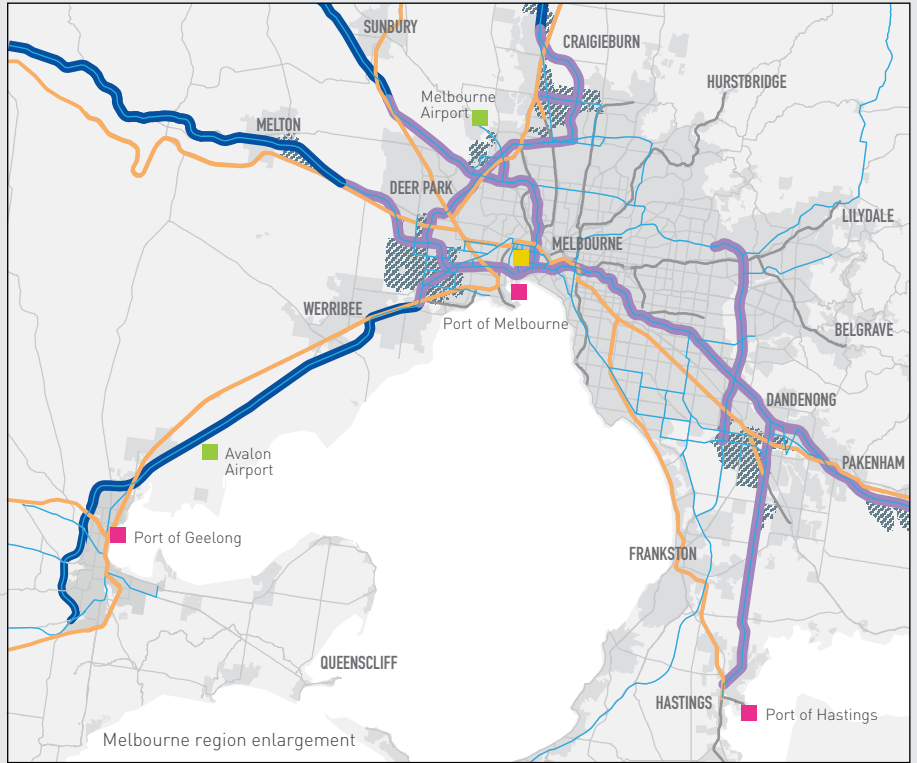 SUNBURY
CRAIGIEBURN
HURSTBRIDGE
Melbourne
Airport
MELTON
DEER PARK
LILYDALE
MELBOURNE
WERRIBEE
Port of Melbourne
BELGRAVE
DANDENONG
Avalon
Airport
PAKENHAM
Port of Geelong
FRANKSTON
QUEENSCLIFF
HASTINGS
Port of Hastings
Melbourne region enlargement